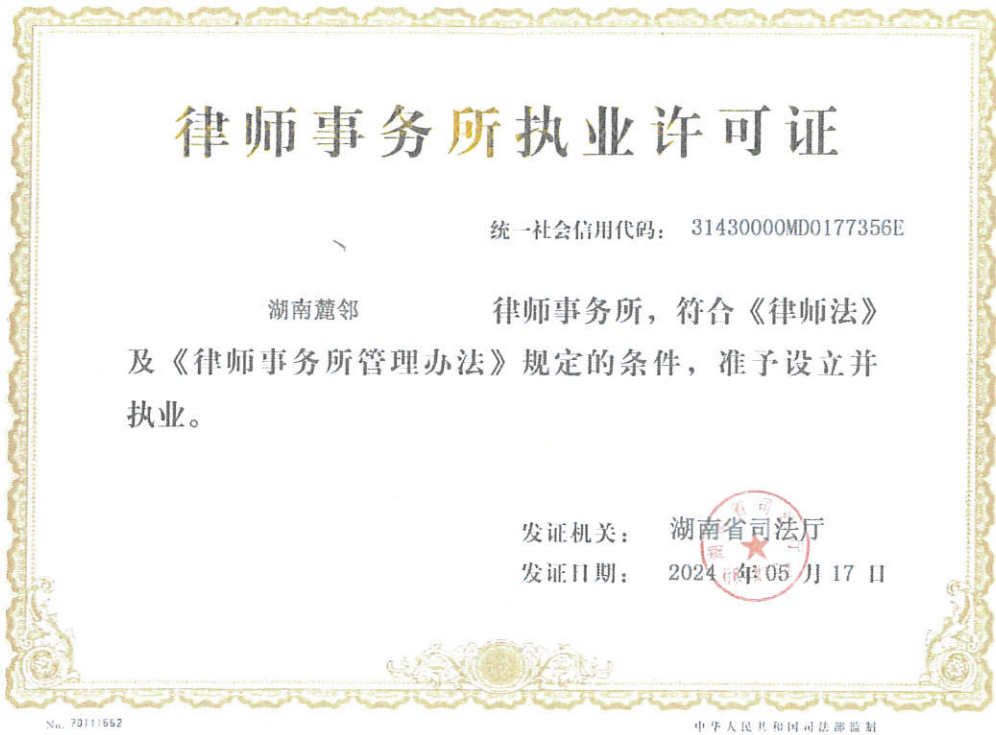 律师事务所执业许可证
统一社会信用代码： 31430000MD0177356E
湖南麓邻 律师事务所，符合《律师法》
及《律师事务所管理办法》规定的条件，准予设立并
执业。
发证机关： 湖南省司法厅
发证日期： 2024 年 05 月 17 日
No. 70111652
中华人民共和国司法部监制